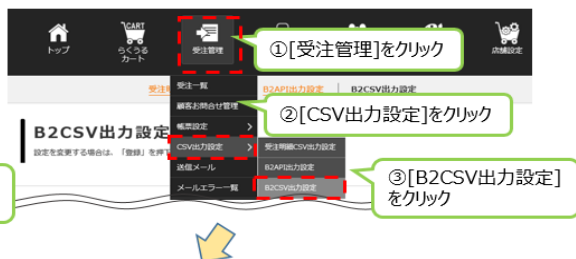 トップ
CART
らくうる
カート
受注管理
店舗設定
①[受注管理]をクリック
受注
B2API出力設定
B2CSV出力設定
受注一覧
顧客お問合せ管理
帳票設定
CSV出力設定
送信メール
メールエラー一覧
②[CSV出力設定]をクリック
B2CSV出力設定
設定を変更する場合は、「登録」を押
受注明細CSV出力設定
B2API出力設定
B2CSV出力設定
③[B2CSV出力設定]
をクリック